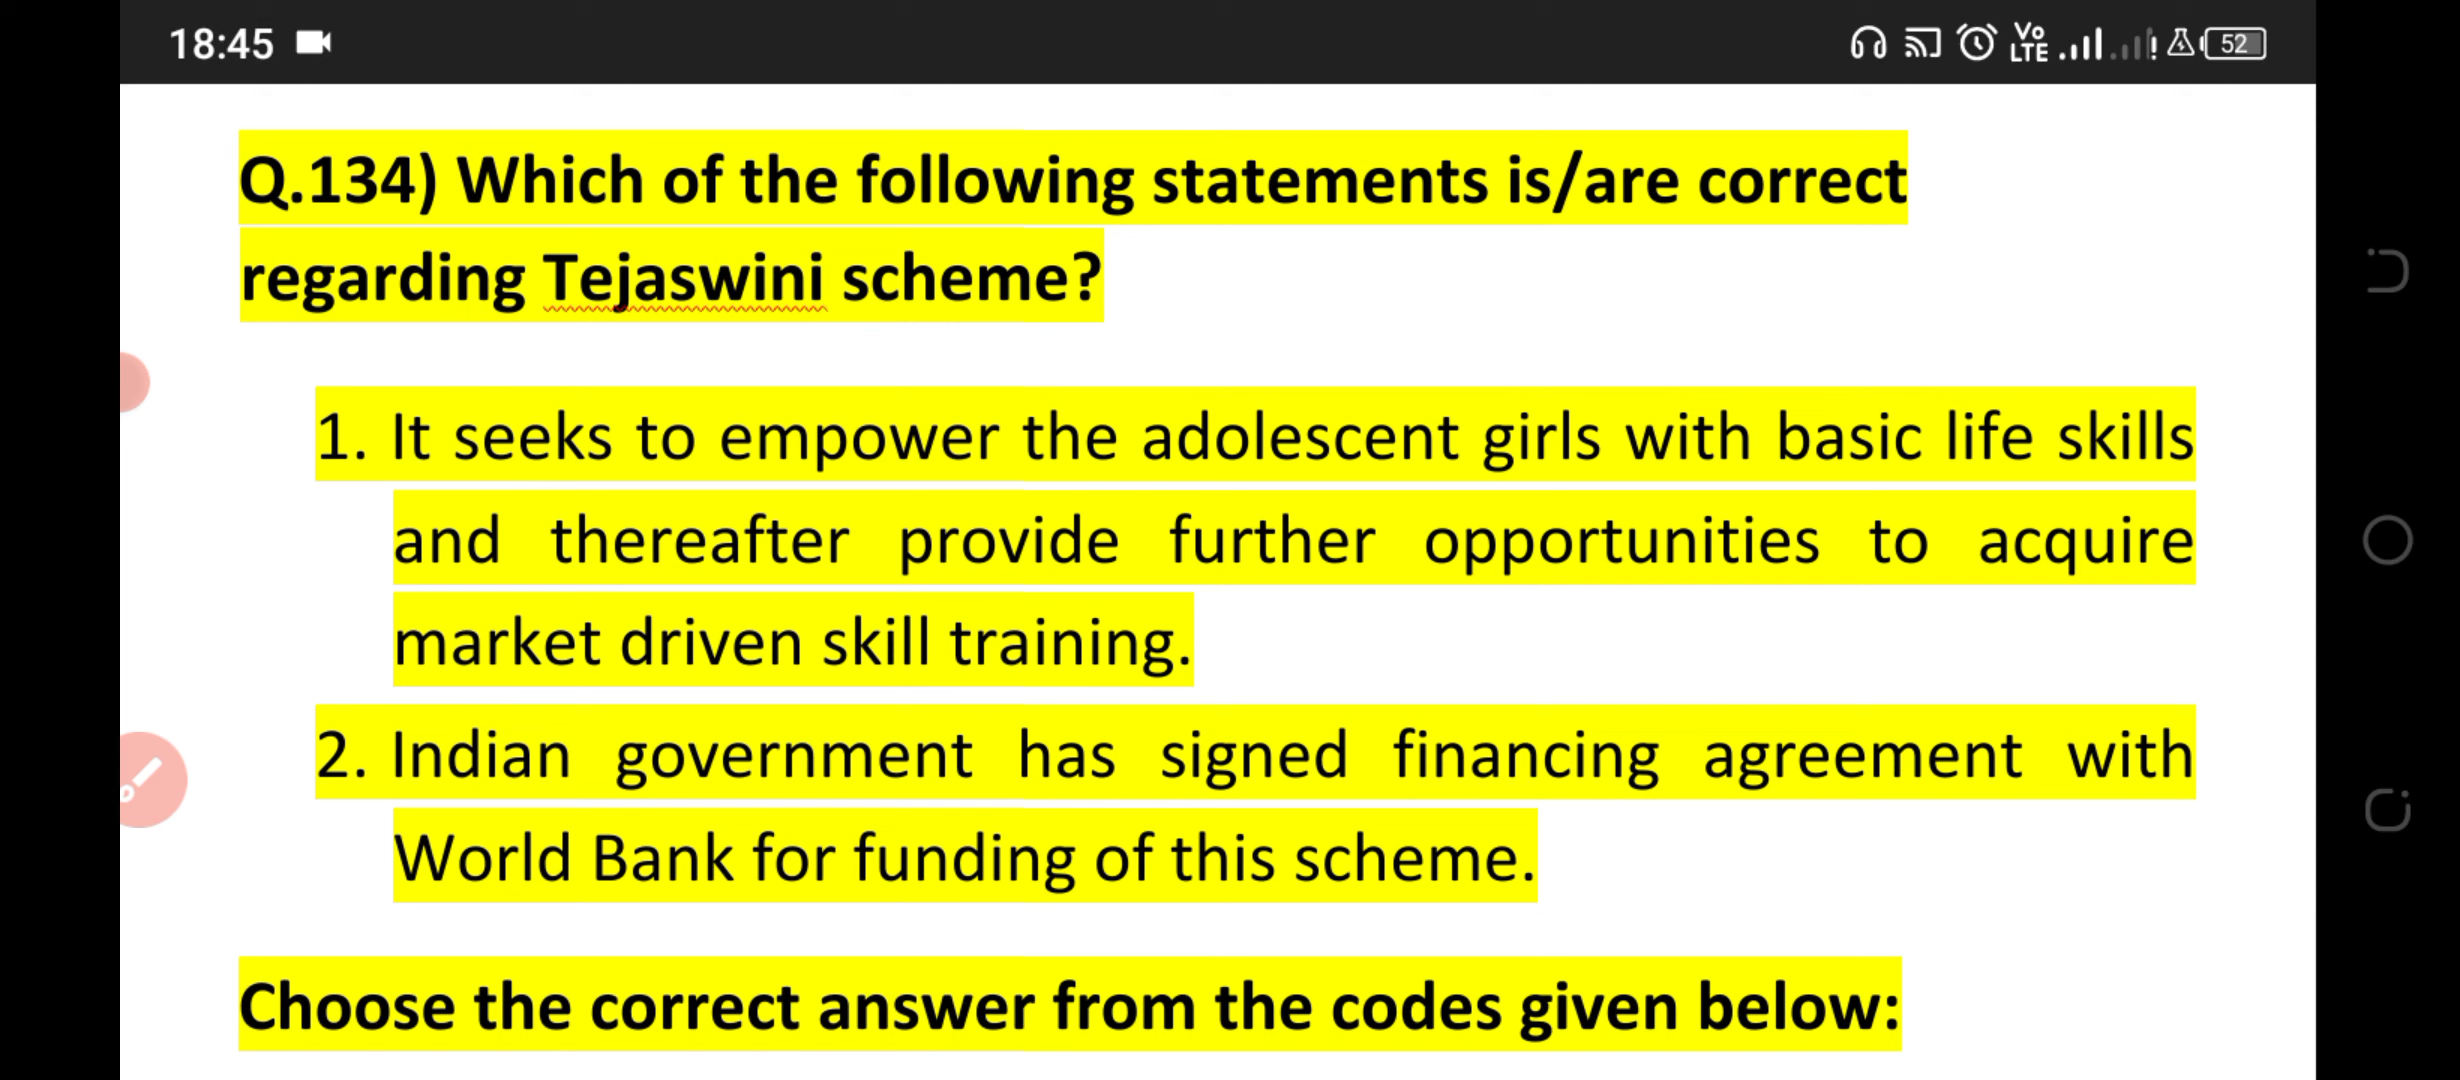 18:45 Vo LTE 52
Q.134) Which of the following statements is/are correct
regarding Tejaswini scheme?
1. It seeks to empower the adolescent girls with basic life skills
and thereafter provide further opportunities to acquire
market driven skill training.
2. Indian government has signed financing agreement with
World Bank for funding of this scheme.
Choose the correct answer from the codes given below: